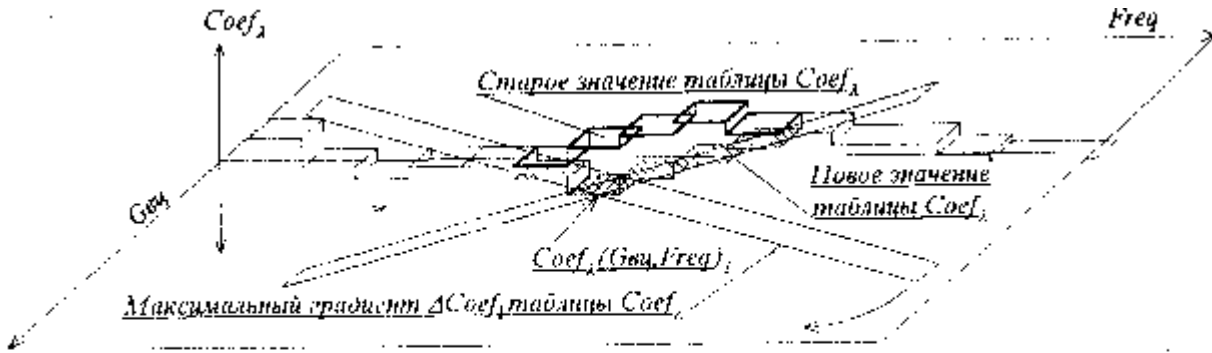 Coef_λ
Freq
Старое значение таблицы Coef_λ
Gвц
Новое значение
таблицы Coef_λ
Coef_λ(Gвц,Freq)_i
Максимальный градиент ΔCoef_λ таблицы Coef_λ